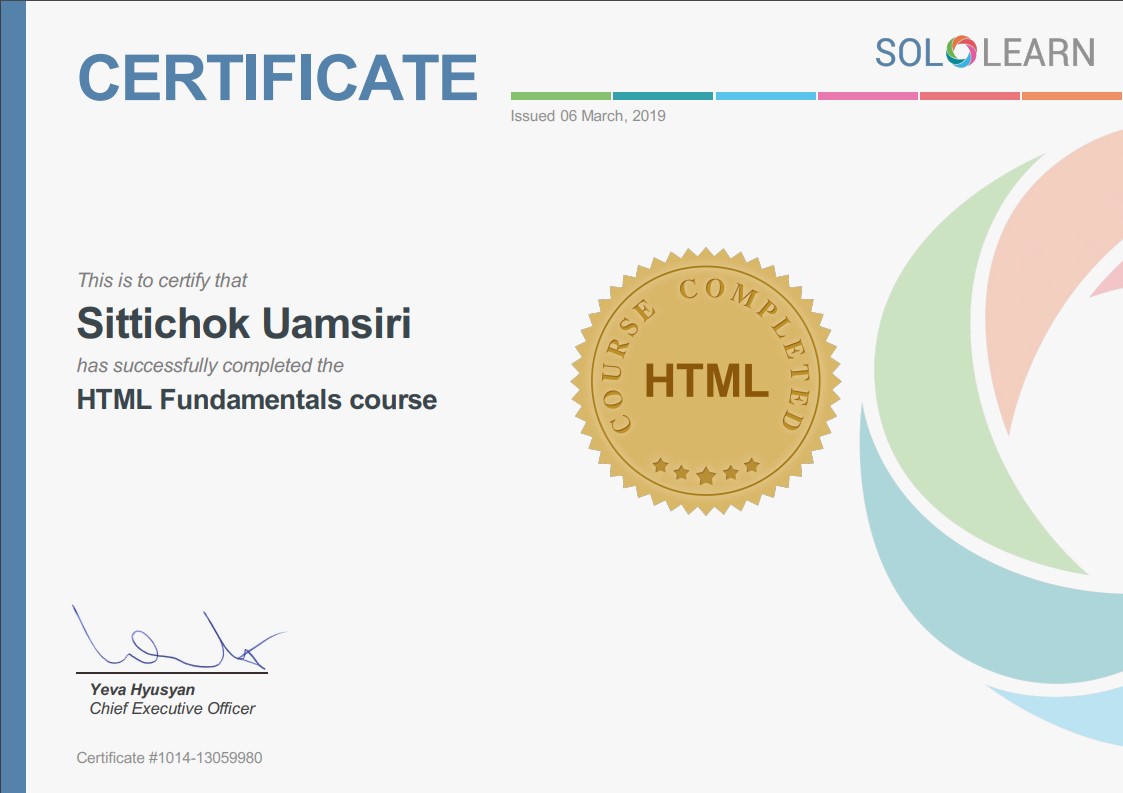 CERTIFICATE
SOLOLEARN
Issued 06 March, 2019
This is to certify that
Sittichok Uamsiri
has successfully completed the
HTML Fundamentals course
COURSE COMPLETED
HTML
Yeva Hyusyan
Chief Executive Officer
Certificate #1014-13059980